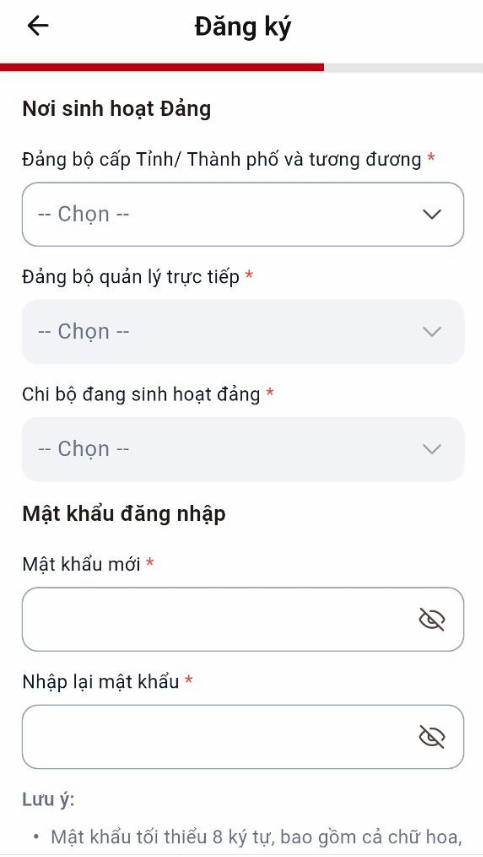 Đăng ký
Nơi sinh hoạt Đảng
Đảng bộ cấp Tỉnh/ Thành phố và tương đương *
-- Chọn --
Đảng bộ quản lý trực tiếp *
-- Chọn --
Chi bộ đang sinh hoạt đảng *
-- Chọn --
Mật khẩu đăng nhập
Mật khẩu mới *
Nhập lại mật khẩu *
Lưu ý:
• Mật khẩu tối thiểu 8 ký tự, bao gồm cả chữ hoa,